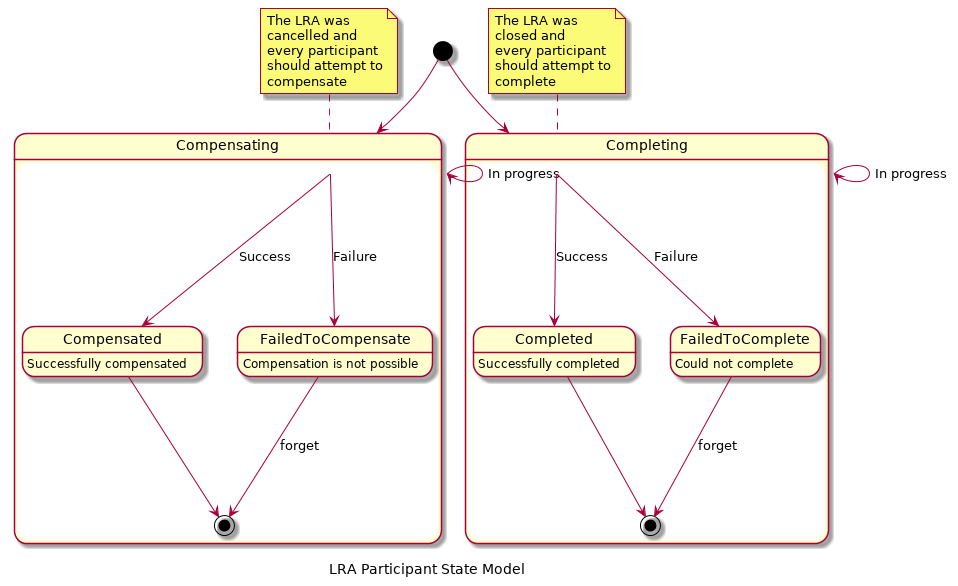 The LRA was
cancelled and
every participant
should attempt to
compensate
The LRA was
closed and
every participant
should attempt to
complete
Compensating
In progress
Success
Failure
Compensated
Successfully compensated
FailedToCompensate
Compensation is not possible
forget
Completing
In progress
Success
Failure
Completed
Successfully completed
FailedToComplete
Could not complete
forget
LRA Participant State Model